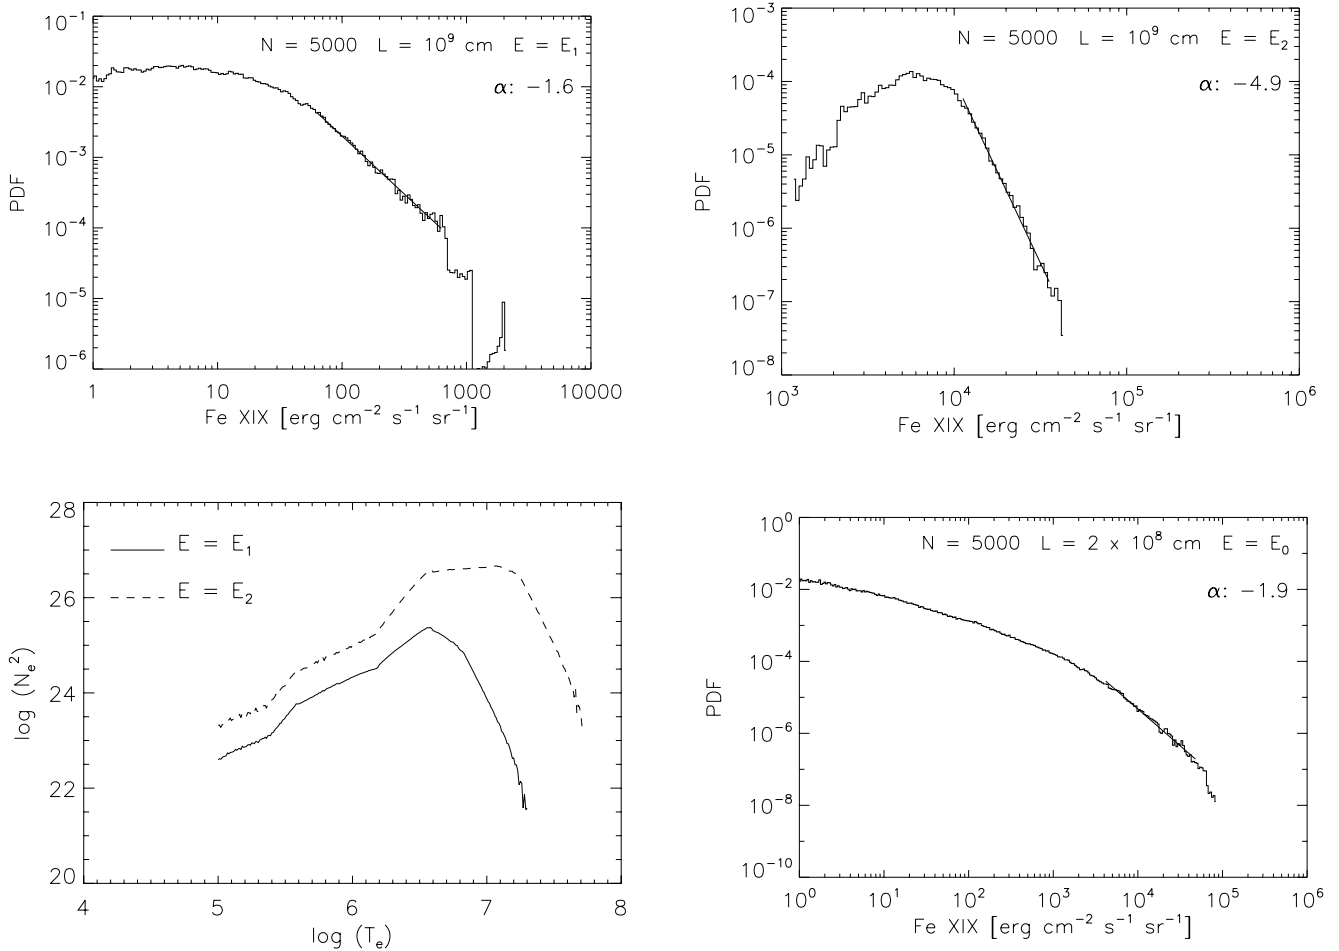 N = 5000 L = 10⁹ cm E = E₁
α: −1.6
10⁻¹
10⁻²
10⁻³
10⁻⁴
10⁻⁵
10⁻⁶
PDF
1 10 100 1000 10000
Fe XIX [erg cm⁻² s⁻¹ sr⁻¹]
N = 5000 L = 10⁹ cm E = E₂
α: −4.9
10⁻³
10⁻⁴
10⁻⁵
10⁻⁶
10⁻⁷
10⁻⁸
PDF
10³ 10⁴ 10⁵ 10⁶
Fe XIX [erg cm⁻² s⁻¹ sr⁻¹]
E = E₁
E = E₂
28
26
24
22
20
log (Nₑ²)
4 5 6 7 8
log (Tₑ)
N = 5000 L = 2 x 10⁸ cm E = E₀
α: −1.9
10⁰
10⁻²
10⁻⁴
10⁻⁶
10⁻⁸
10⁻¹⁰
PDF
10⁰ 10¹ 10² 10³ 10⁴ 10⁵ 10⁶
Fe XIX [erg cm⁻² s⁻¹ sr⁻¹]